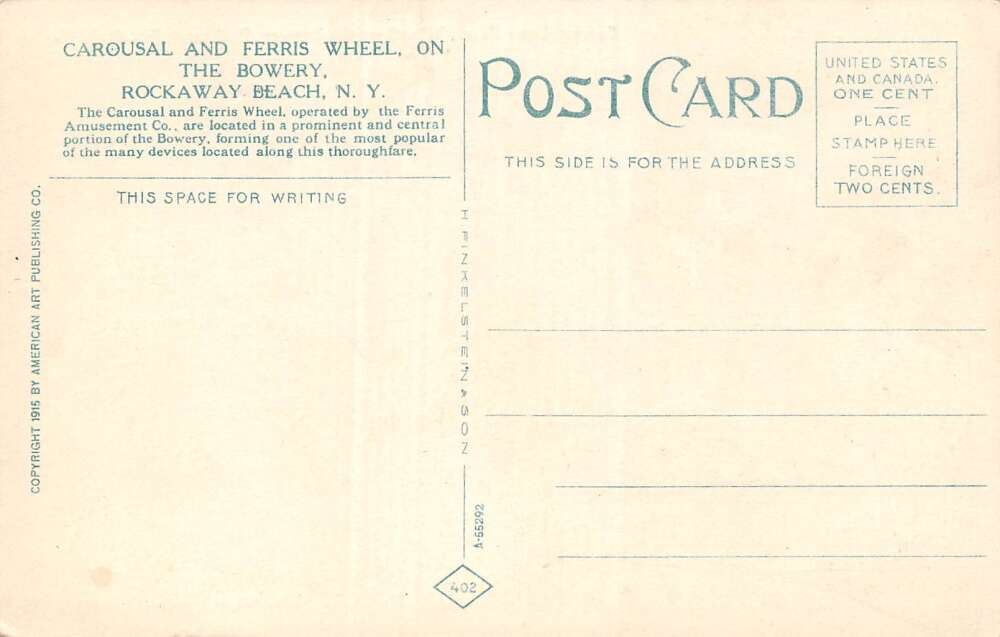 CAROUSAL AND FERRIS WHEEL, ON
THE BOWERY,
ROCKAWAY BEACH, N. Y.
The Carousal and Ferris Wheel, operated by the Ferris
Amusement Co., are located in a prominent and central
portion of the Bowery, forming one of the most popular
of the many devices located along this thoroughfare.
THIS SPACE FOR WRITING
COPYRIGHT 1915 BY AMERICAN ART PUBLISHING CO.
H FINKELSTEIN & SON
A-55292
402
POST CARD
THIS SIDE IS FOR THE ADDRESS
UNITED STATES
AND CANADA.
ONE CENT
PLACE
STAMP HERE
FOREIGN
TWO CENTS.